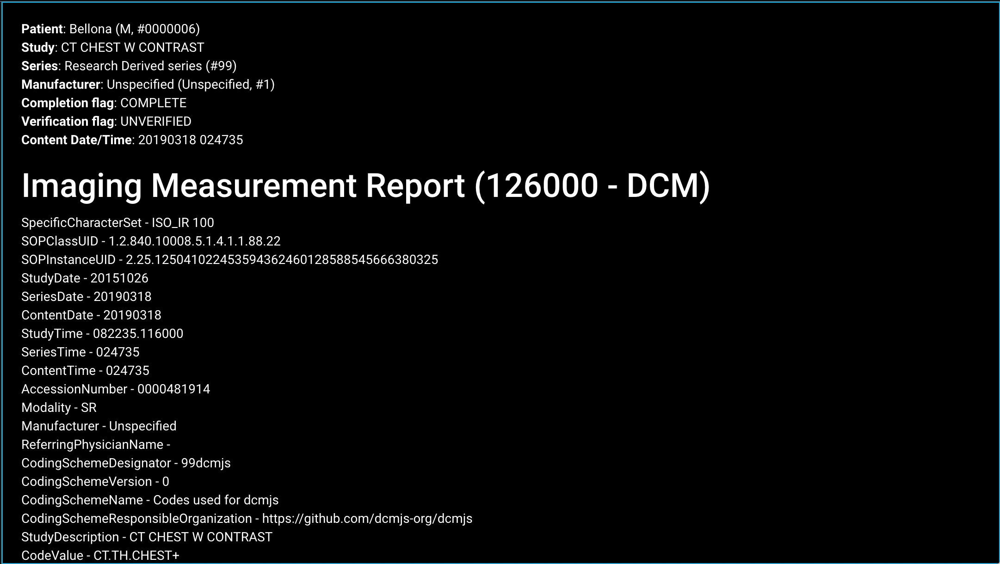 Patient: Bellona (M, #0000006)
Study: CT CHEST W CONTRAST
Series: Research Derived series (#99)
Manufacturer: Unspecified (Unspecified, #1)
Completion flag: COMPLETE
Verification flag: UNVERIFIED
Content Date/Time: 20190318 024735
Imaging Measurement Report (126000 - DCM)
SpecificCharacterSet - ISO_IR 100
SOPClassUID - 1.2.840.10008.5.1.4.1.1.88.22
SOPInstanceUID - 2.25.125041022453594362460128588545666380325
StudyDate - 20151026
SeriesDate - 20190318
ContentDate - 20190318
StudyTime - 082235.116000
SeriesTime - 024735
ContentTime - 024735
AccessionNumber - 0000481914
Modality - SR
Manufacturer - Unspecified
ReferringPhysicianName -
CodingSchemeDesignator - 99dcmjs
CodingSchemeVersion - 0
CodingSchemeName - Codes used for dcmjs
CodingSchemeResponsibleOrganization - https://github.com/dcmjs-org/dcmjs
StudyDescription - CT CHEST W CONTRAST
CodeValue - CT.TH.CHEST+